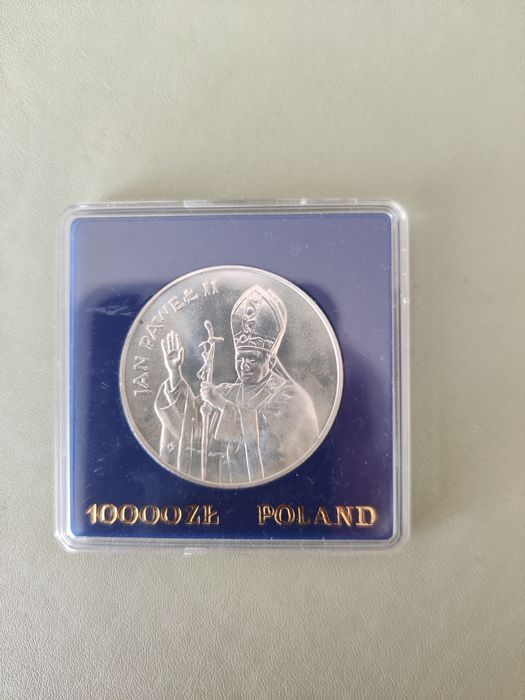 JAN PAWEŁ II
10000 ZŁ POLAND